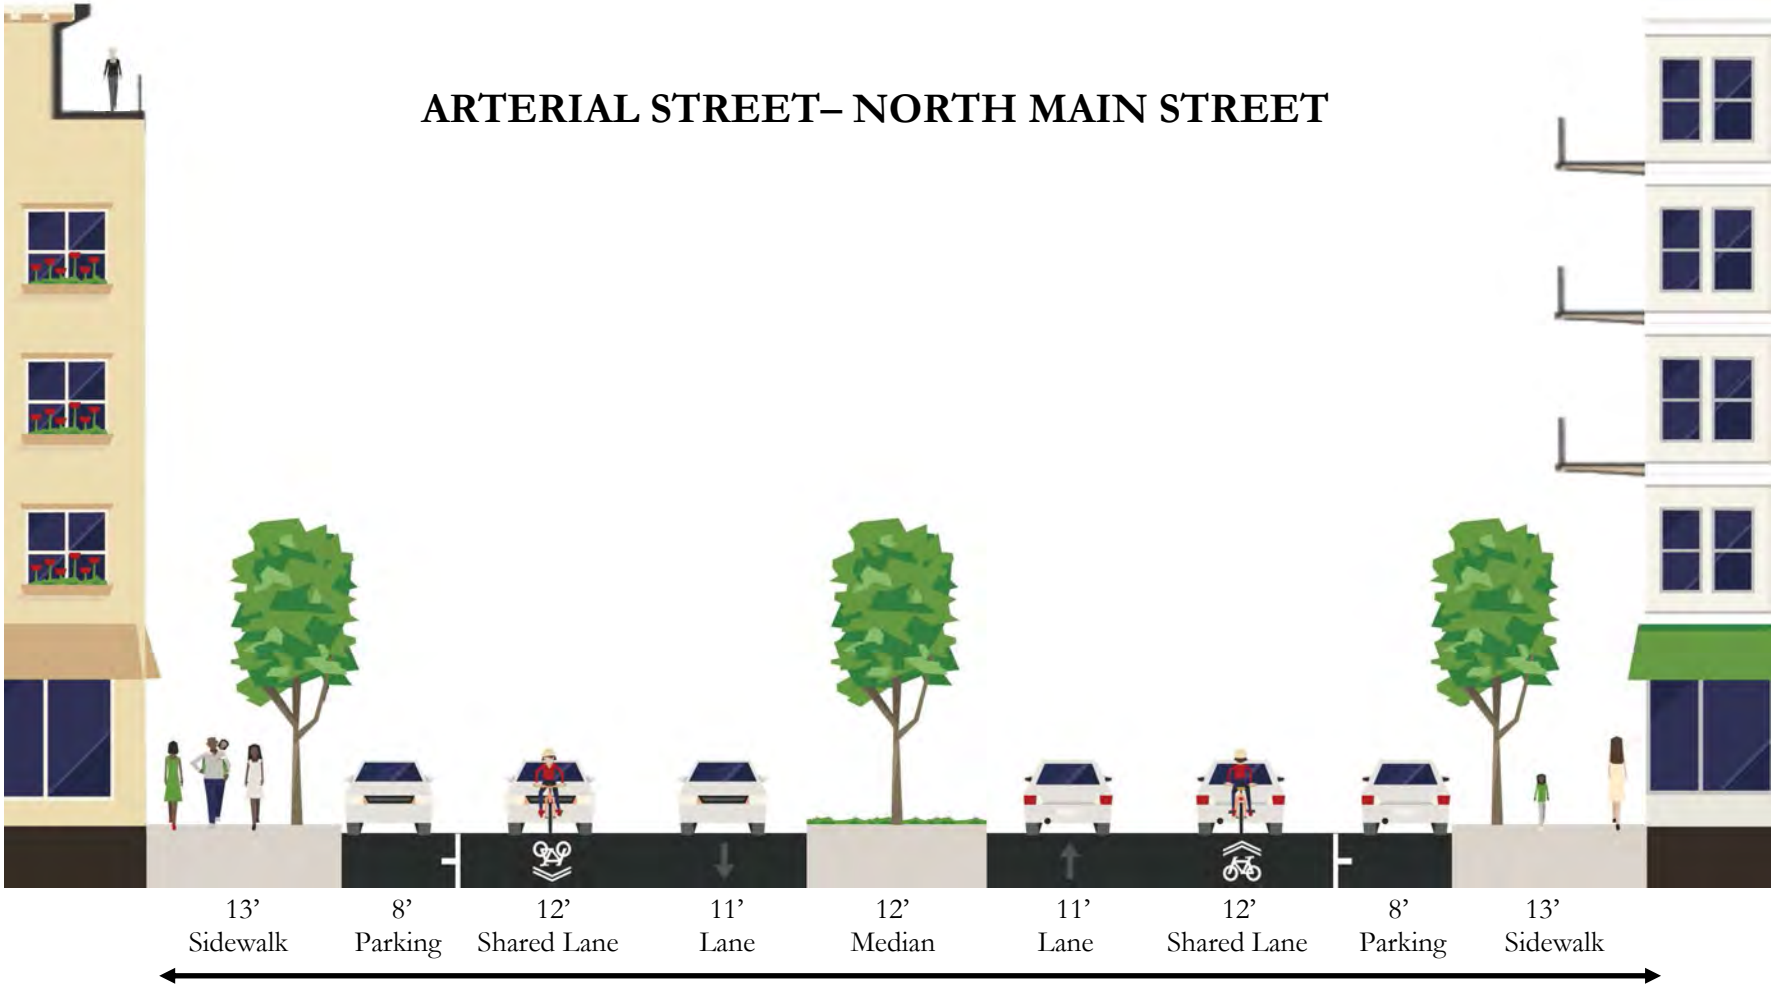 ARTERIAL STREET– NORTH MAIN STREET
13’ 8’ 12’ 11’ 12’ 11’ 12’ 8’ 13’
Sidewalk Parking Shared Lane Lane Median Lane Shared Lane Parking Sidewalk